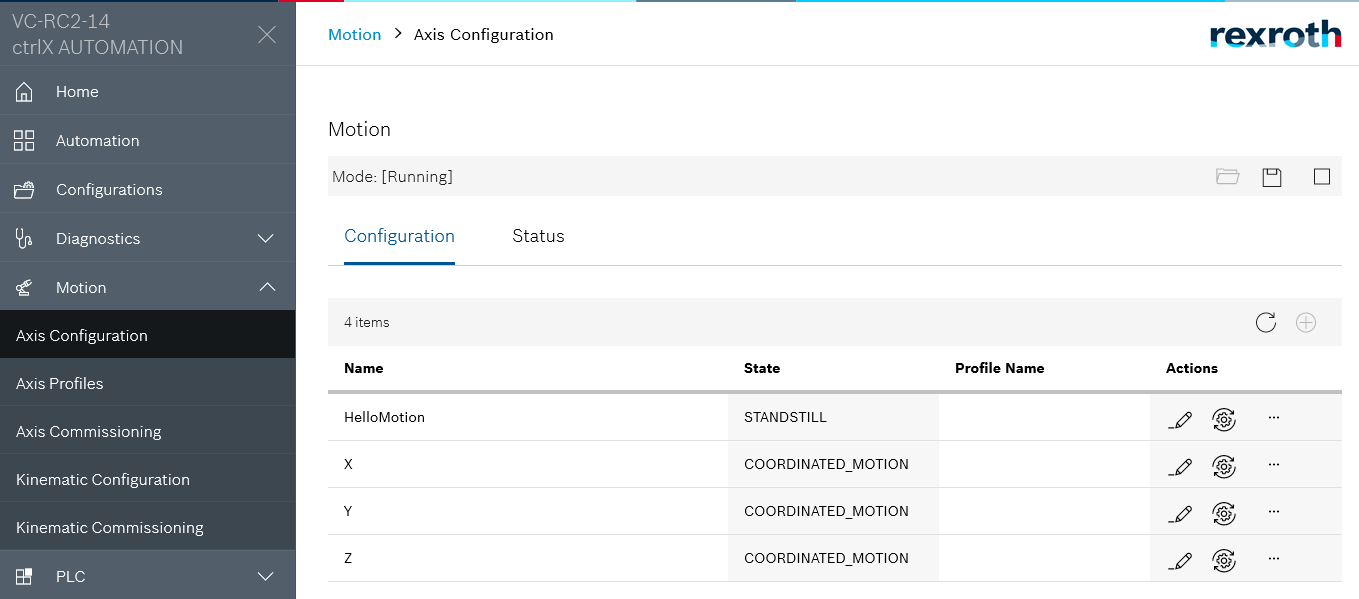 VC-RC2-14
ctrlX AUTOMATION
Home
Automation
Configurations
Diagnostics
Motion
Axis Configuration
Axis Profiles
Axis Commissioning
Kinematic Configuration
Kinematic Commissioning
PLC
Motion > Axis Configuration
rexroth
Motion
Mode: [Running]
Configuration Status
4 items
Name State Profile Name Actions
HelloMotion STANDSTILL ...
X COORDINATED_MOTION ...
Y COORDINATED_MOTION ...
Z COORDINATED_MOTION ...